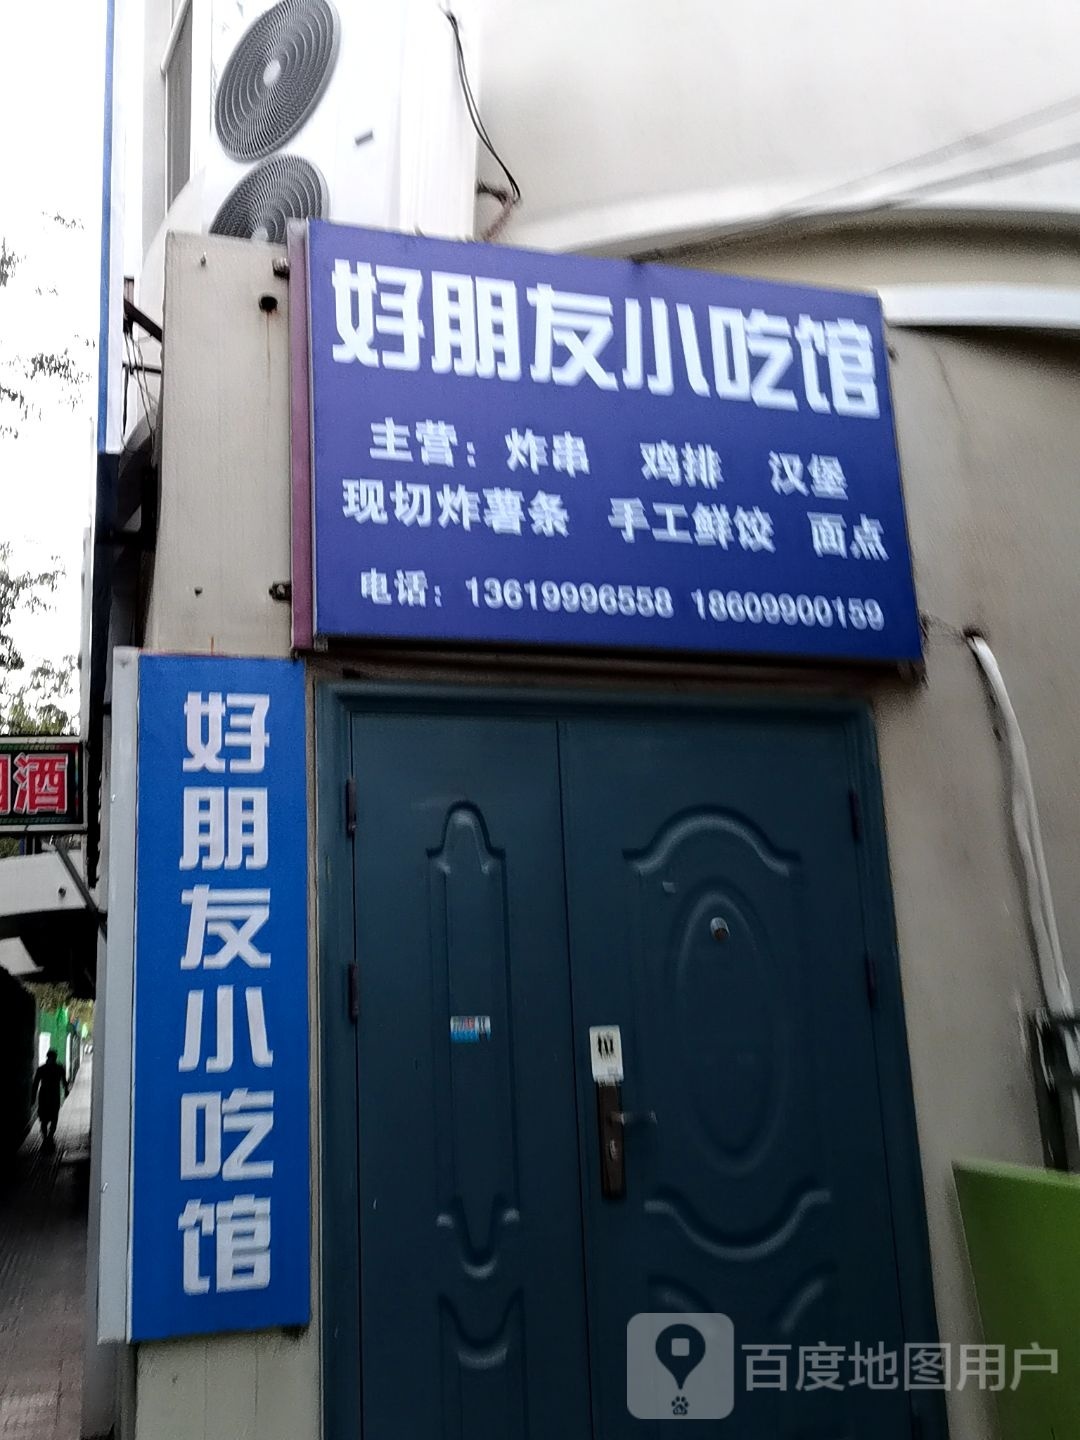 好朋友小吃馆
主营：炸串 鸡排 汉堡
现切炸薯条 手工鲜饺 面点
电话：13619996558 18609900159
好朋友小吃馆
酒
百度地图用户